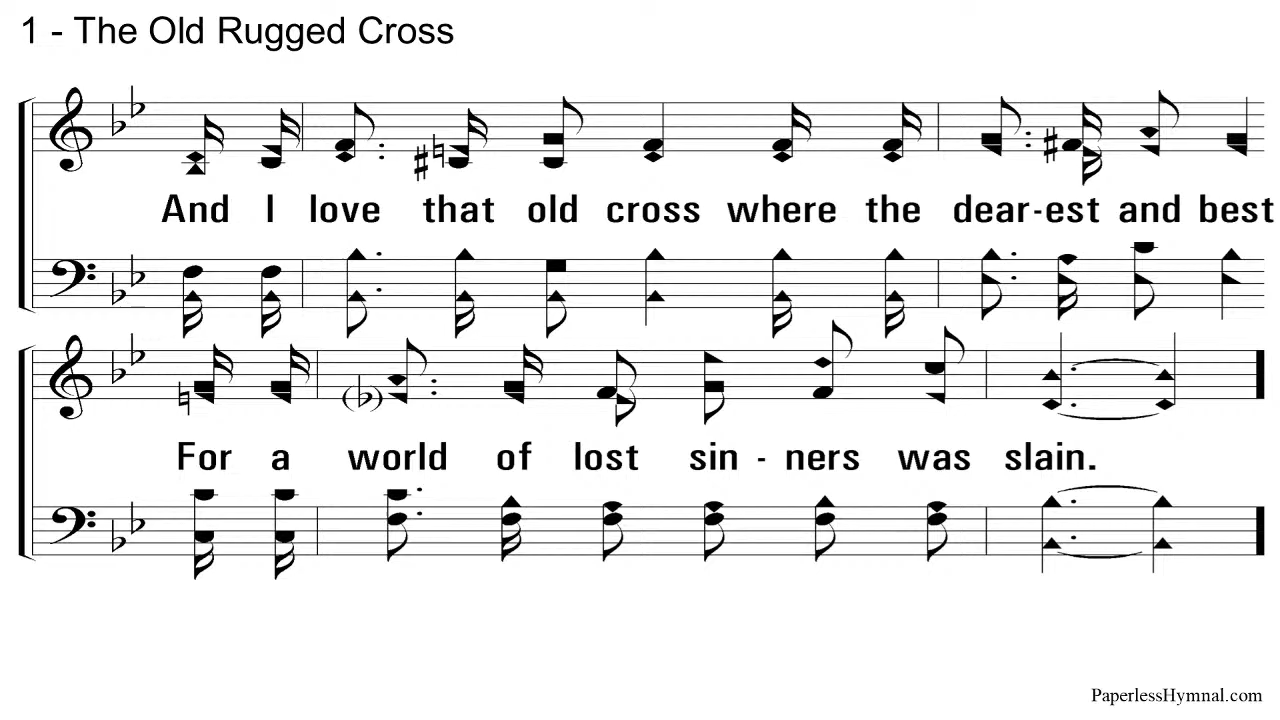 1 - The Old Rugged Cross
And I love that old cross where the dear-est and best
For a world of lost sin - ners was slain.
PaperlessHymnal.com